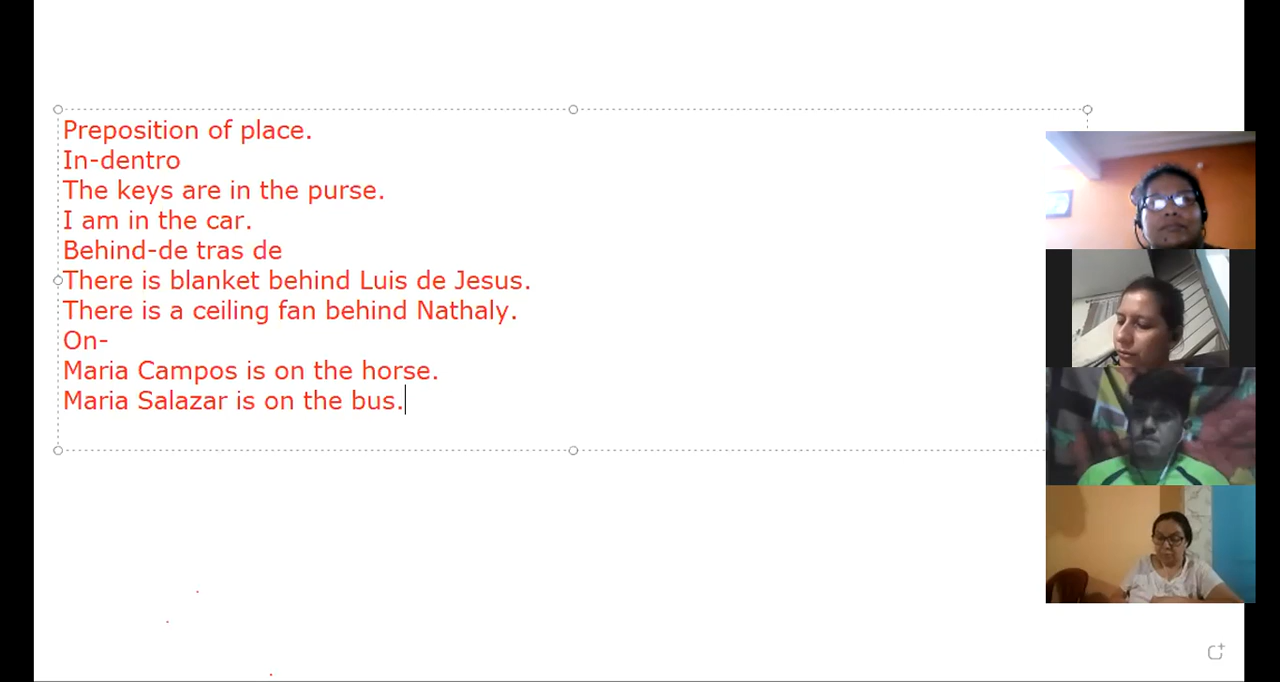 Preposition of place.
In-dentro
The keys are in the purse.
I am in the car.
Behind-de tras de
There is blanket behind Luis de Jesus.
There is a ceiling fan behind Nathaly.
On-
Maria Campos is on the horse.
Maria Salazar is on the bus.